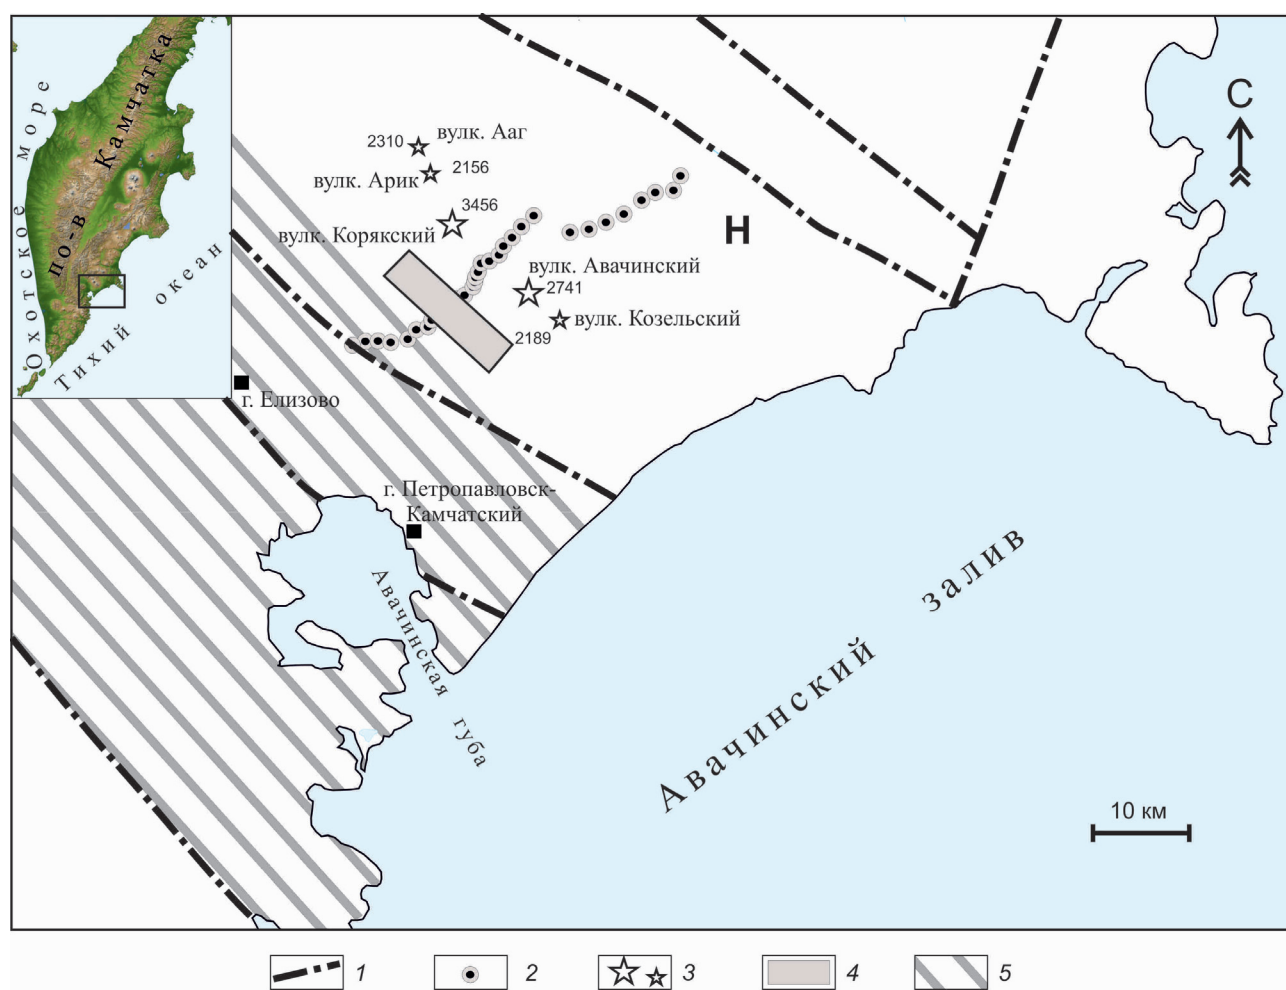 Охотское море
по-в Камчатка
Тихий океан
С
2310
вулк. Ааг
вулк. Арик
2156
3456
вулк. Корякский
Н
вулк. Авачинский
2741
вулк. Козельский
2189
г. Елизово
г. Петропавловск-
Камчатский
Авачинская губа
Авачинский залив
10 км
1
2
3
4
5